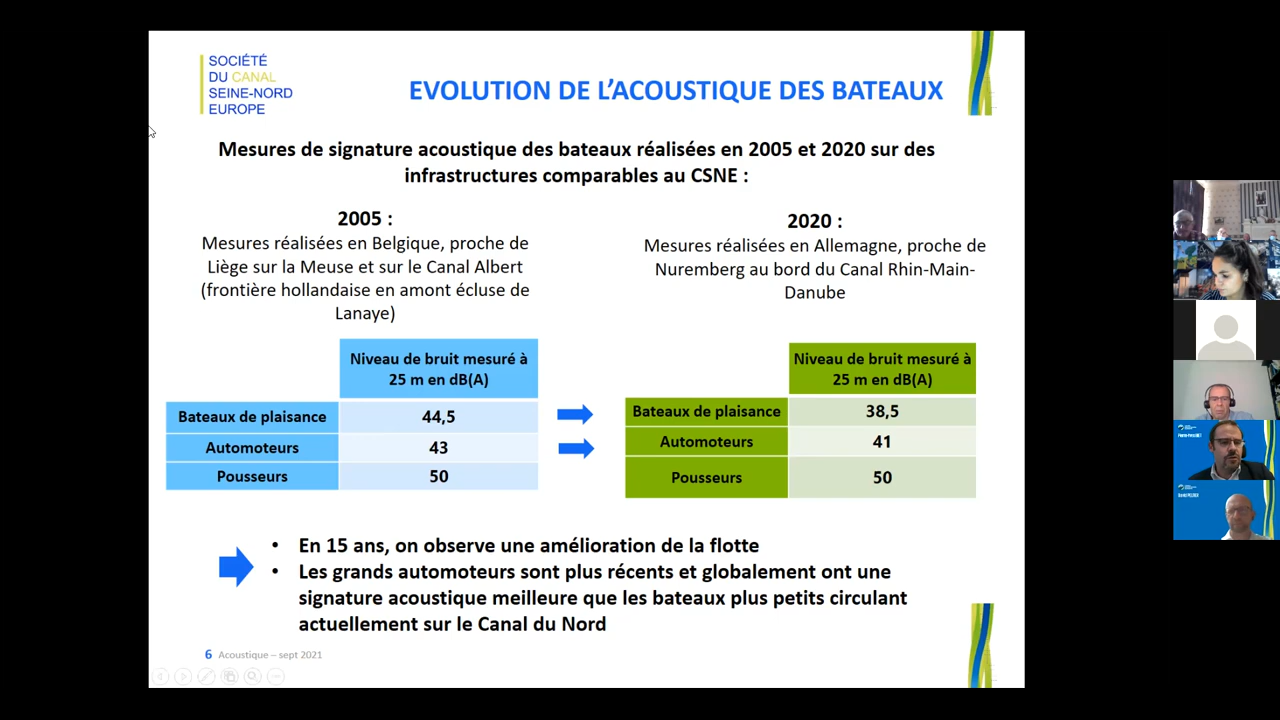 SOCIÉTÉ
DU CANAL
SEINE-NORD
EUROPE
EVOLUTION DE L'ACOUSTIQUE DES BATEAUX
Mesures de signature acoustique des bateaux réalisées en 2005 et 2020 sur des
infrastructures comparables au CSNE :
2005 :
Mesures réalisées en Belgique, proche de
Liège sur la Meuse et sur le Canal Albert
(frontière hollandaise en amont écluse de
Lanaye)
2020 :
Mesures réalisées en Allemagne, proche de
Nuremberg au bord du Canal Rhin-Main-
Danube
Niveau de bruit mesuré à
25 m en dB(A)
Bateaux de plaisance 44,5
Automoteurs 43
Pousseurs 50
Niveau de bruit mesuré à
25 m en dB(A)
Bateaux de plaisance 38,5
Automoteurs 41
Pousseurs 50
• En 15 ans, on observe une amélioration de la flotte
• Les grands automoteurs sont plus récents et globalement ont une
signature acoustique meilleure que les bateaux plus petits circulant
actuellement sur le Canal du Nord
6 Acoustique – sept 2021